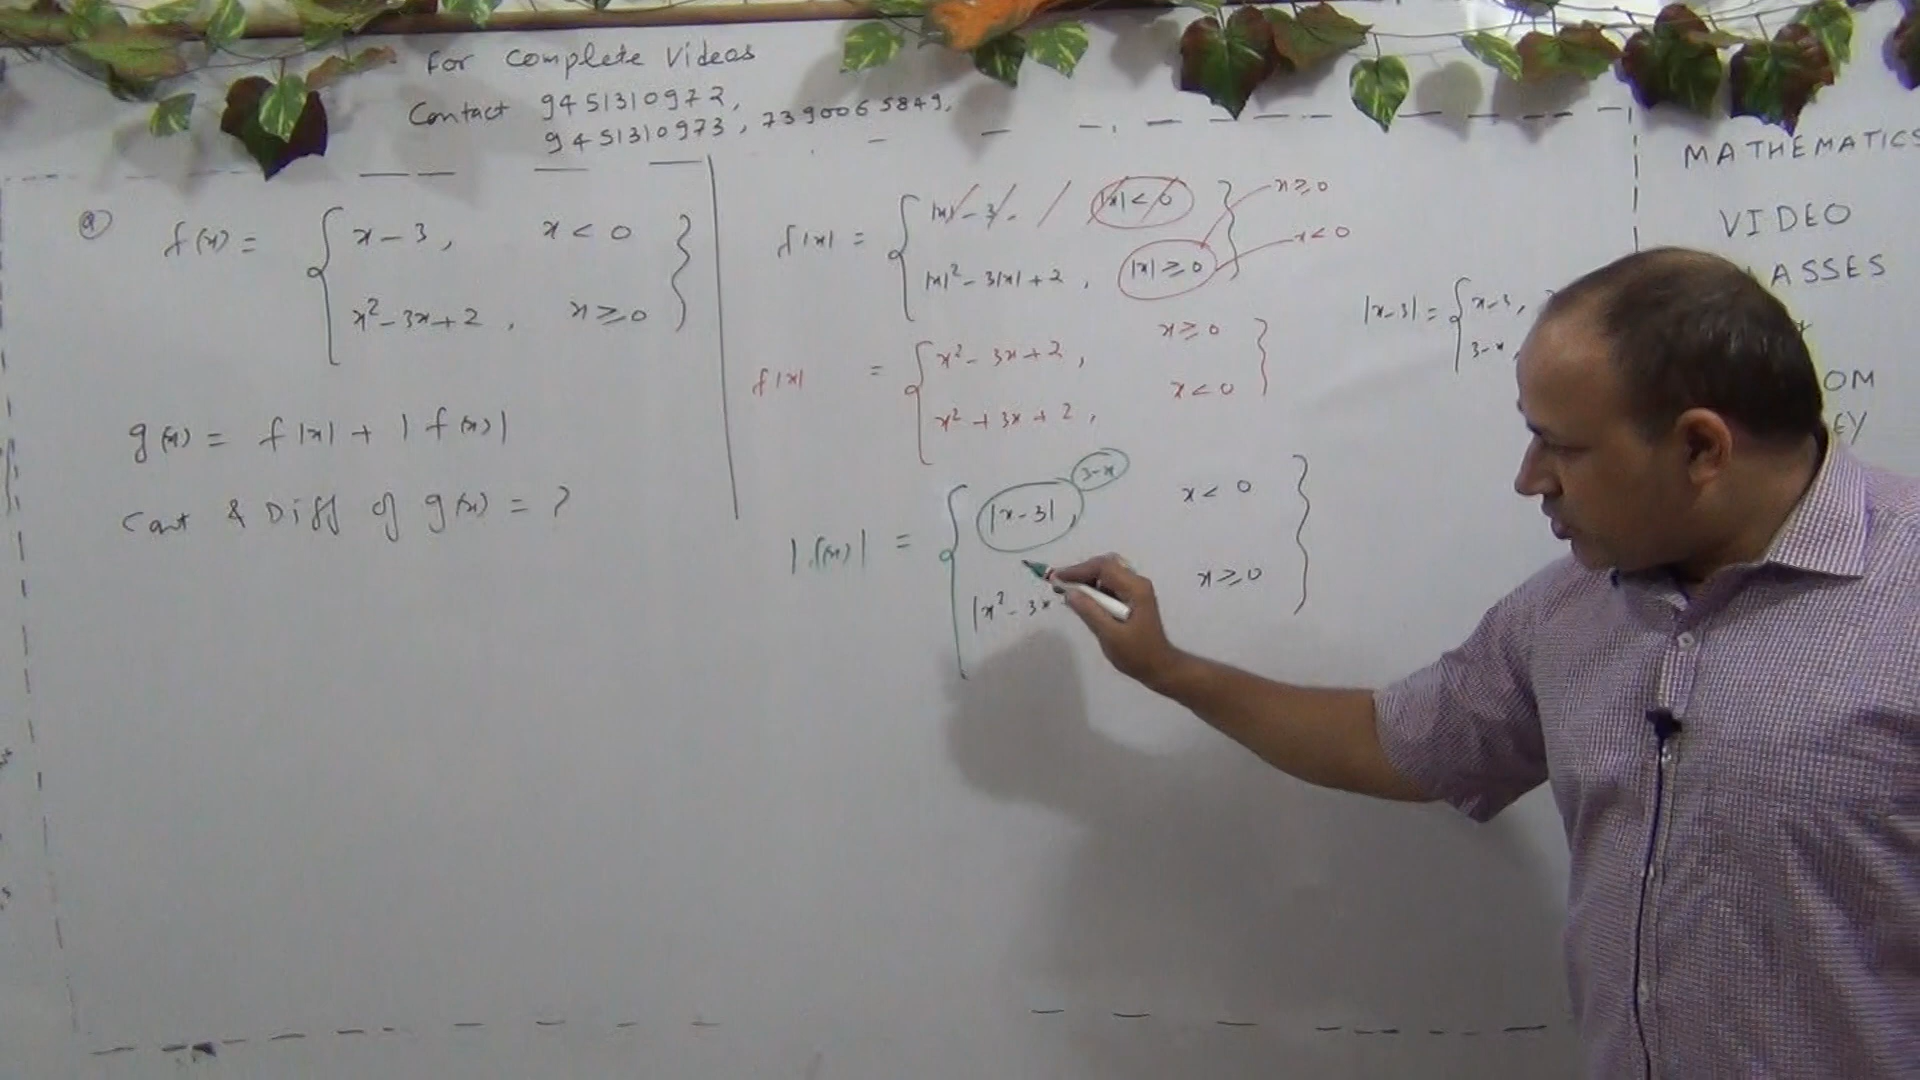 For Complete Videos
Contact 9451310972,
9451310973, 7390065849,
Q f(x) = { x-3, x < 0
x²-3x+2, x ≥ 0 }
g(x) = f|x| + |f(x)|
Cont & Diff of g(x) = ?
f|x| = { |x|-3 |x| < 0 } x ≥ 0
|x|²-3|x|+2, |x| ≥ 0 x < 0
f|x| = { x²-3x+2, x ≥ 0
x²+3x+2, x < 0 }
|f(x)| = { |x-3|, 3-x x < 0
|x²-3x x ≥ 0 }
|x-3| = { x-3,
3-x,
MATHEMATICS
VIDEO
LASSES
OM
EY